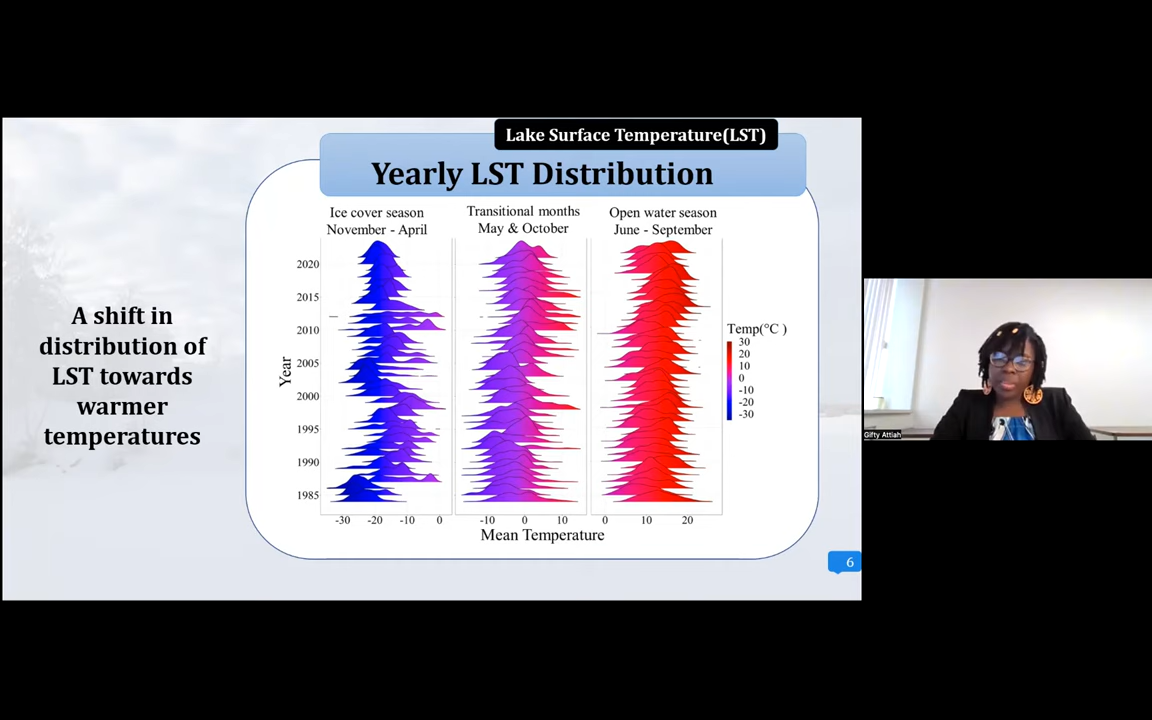 Lake Surface Temperature(LST)
Yearly LST Distribution
A shift in
distribution of
LST towards
warmer
temperatures
Ice cover season
November - April
Transitional months
May & October
Open water season
June - September
Year
2020
2015
2010
2005
2000
1995
1990
1985
-30 -20 -10 0
-10 0 10
0 10 20
Mean Temperature
Temp(°C )
30
20
10
0
-10
-20
-30
6
Gifty Attiah